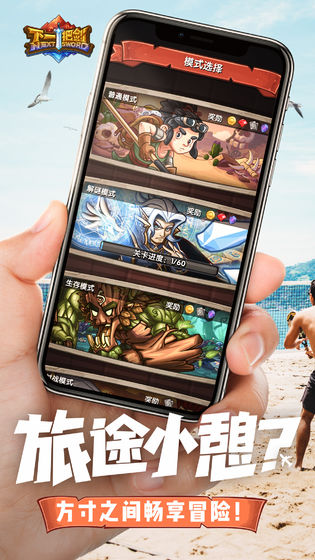 下一把剑
NEXT SWORD
模式选择
普通模式
奖励
解谜模式
奖励
关卡进度：1/60
生存模式
奖励
对战模式
奖励
旅途小憩？
方寸之间畅享冒险！